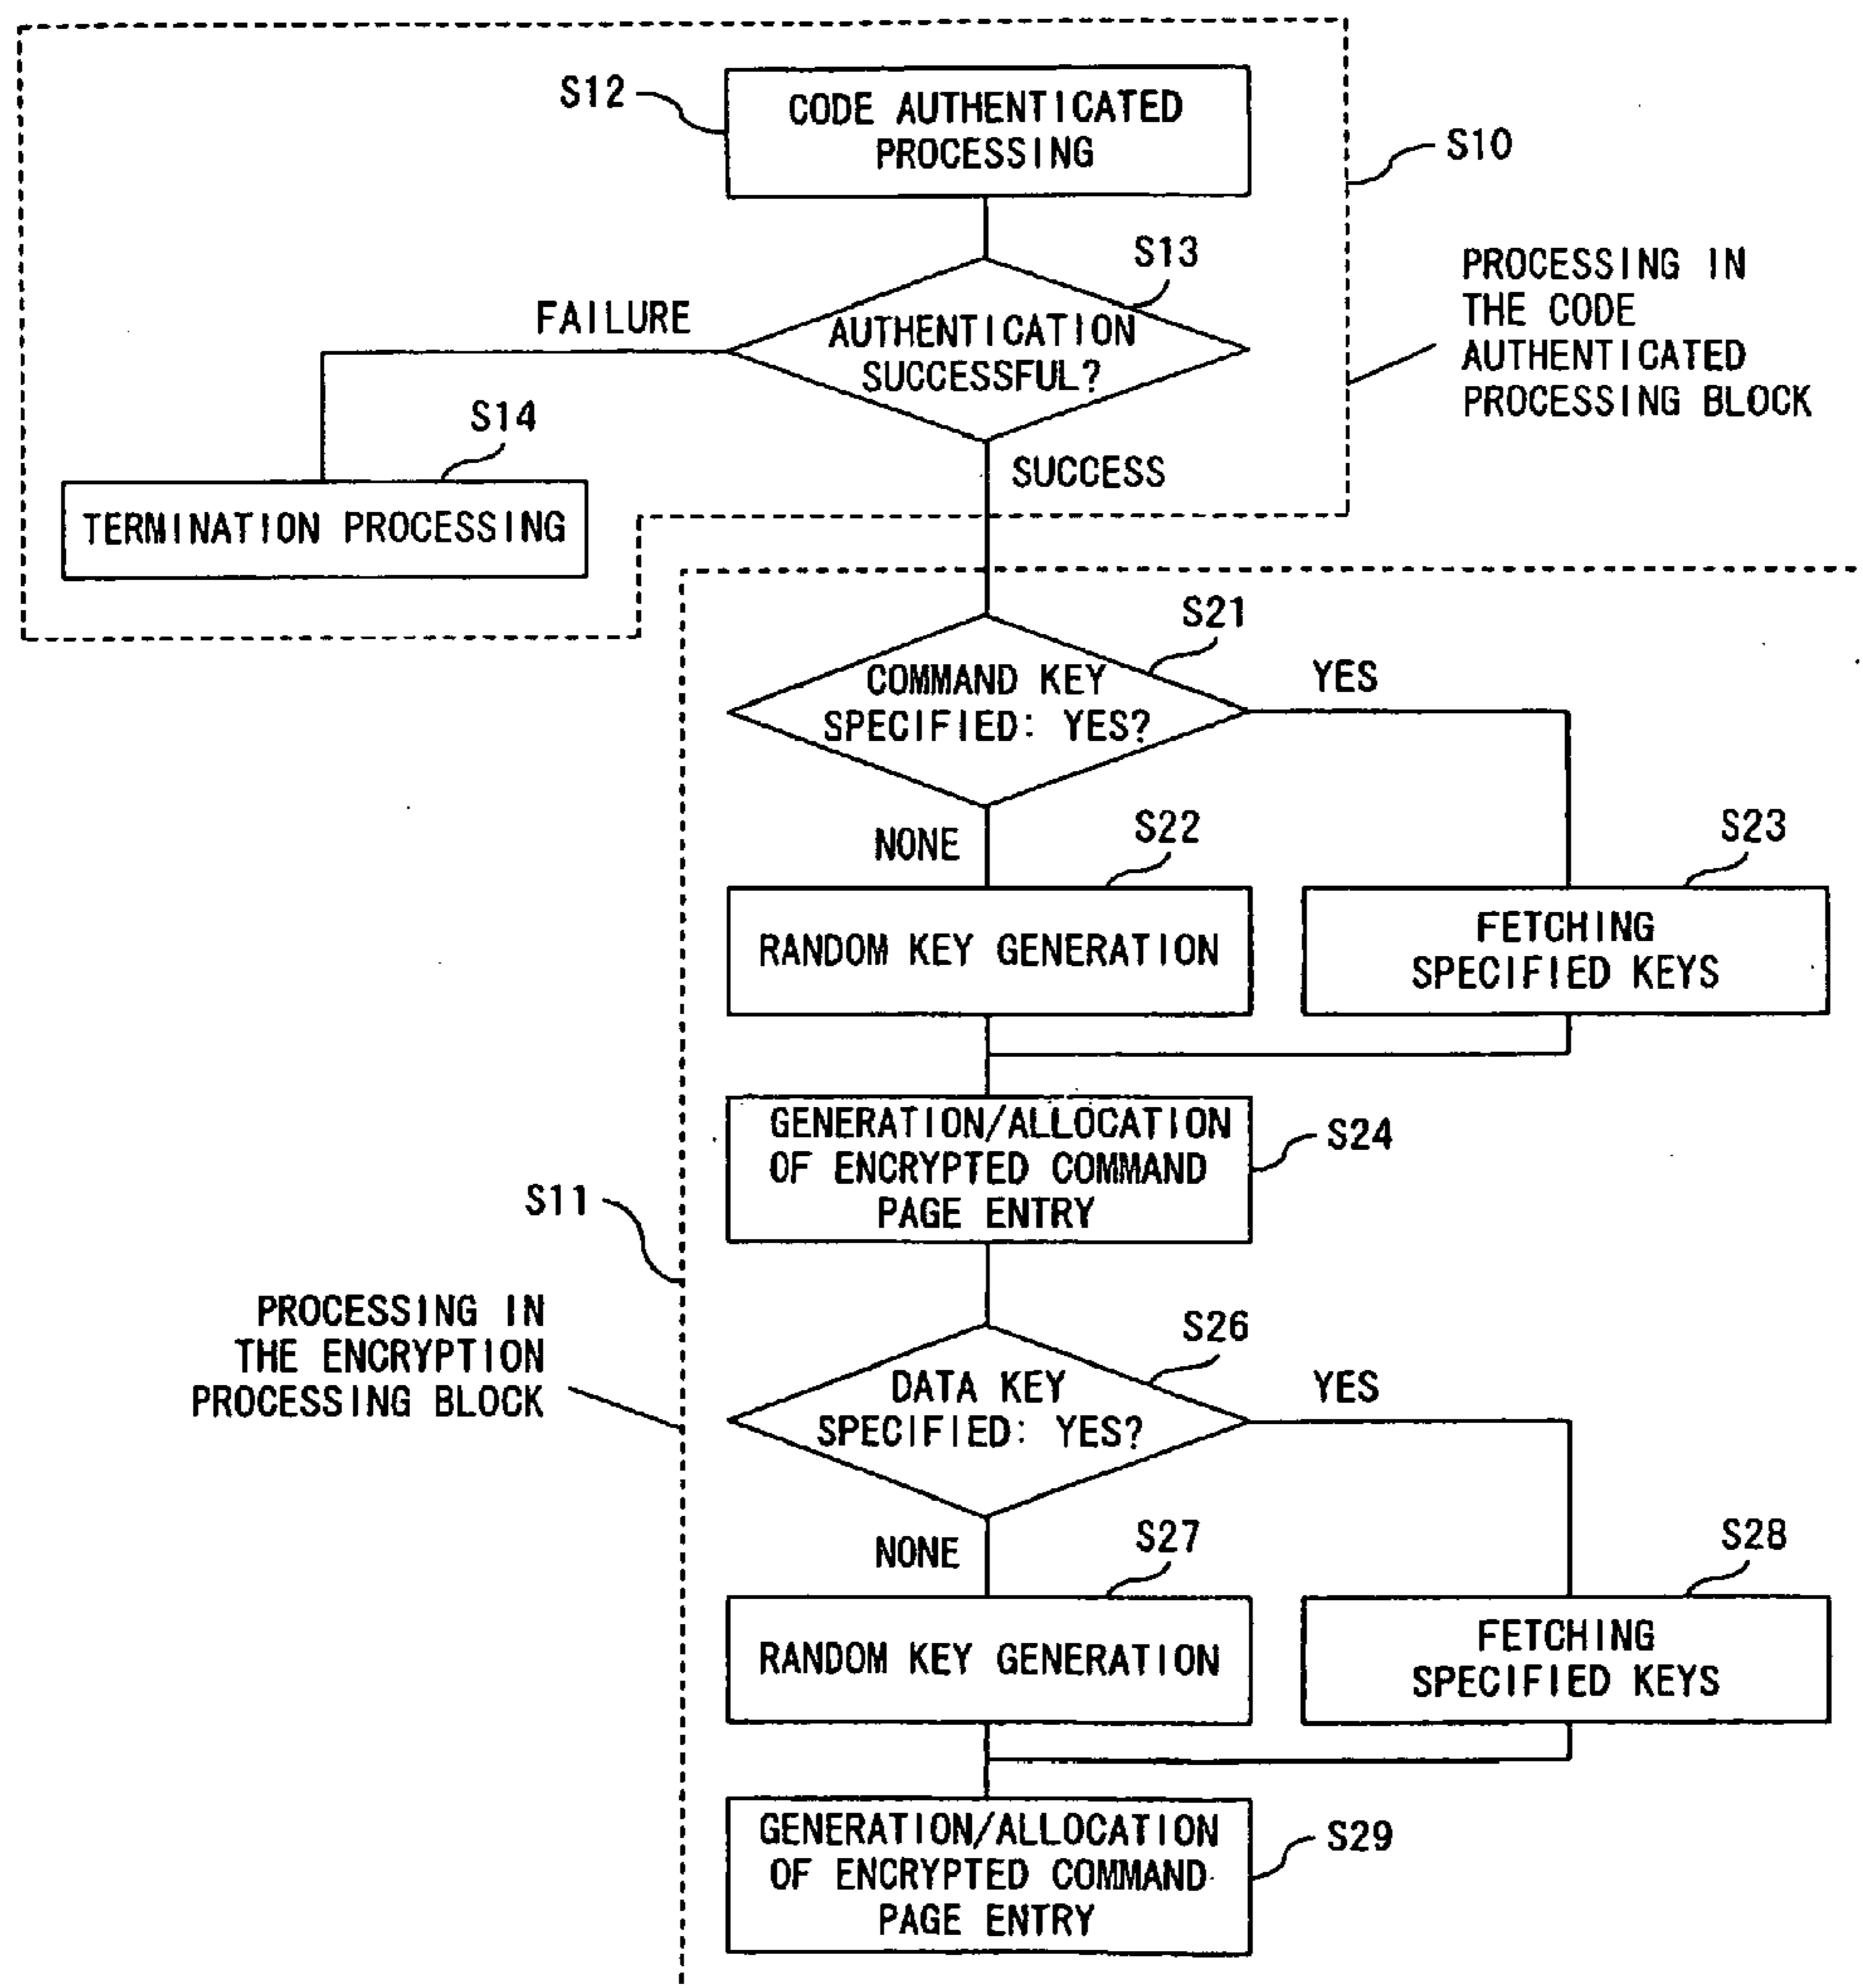 S12
CODE AUTHENTICATED
PROCESSING
S10
S13
PROCESSING IN
THE CODE
AUTHENTICATED
PROCESSING BLOCK
FAILURE
AUTHENTICATION
SUCCESSFUL?
S14
SUCCESS
TERMINATION PROCESSING
S21
COMMAND KEY
SPECIFIED: YES?
YES
NONE
S22
S23
RANDOM KEY GENERATION
FETCHING
SPECIFIED KEYS
GENERATION/ALLOCATION
OF ENCRYPTED COMMAND
PAGE ENTRY
S24
S11
PROCESSING IN
THE ENCRYPTION
PROCESSING BLOCK
S26
DATA KEY
SPECIFIED: YES?
YES
NONE
S27
S28
RANDOM KEY GENERATION
FETCHING
SPECIFIED KEYS
GENERATION/ALLOCATION
OF ENCRYPTED COMMAND
PAGE ENTRY
S29